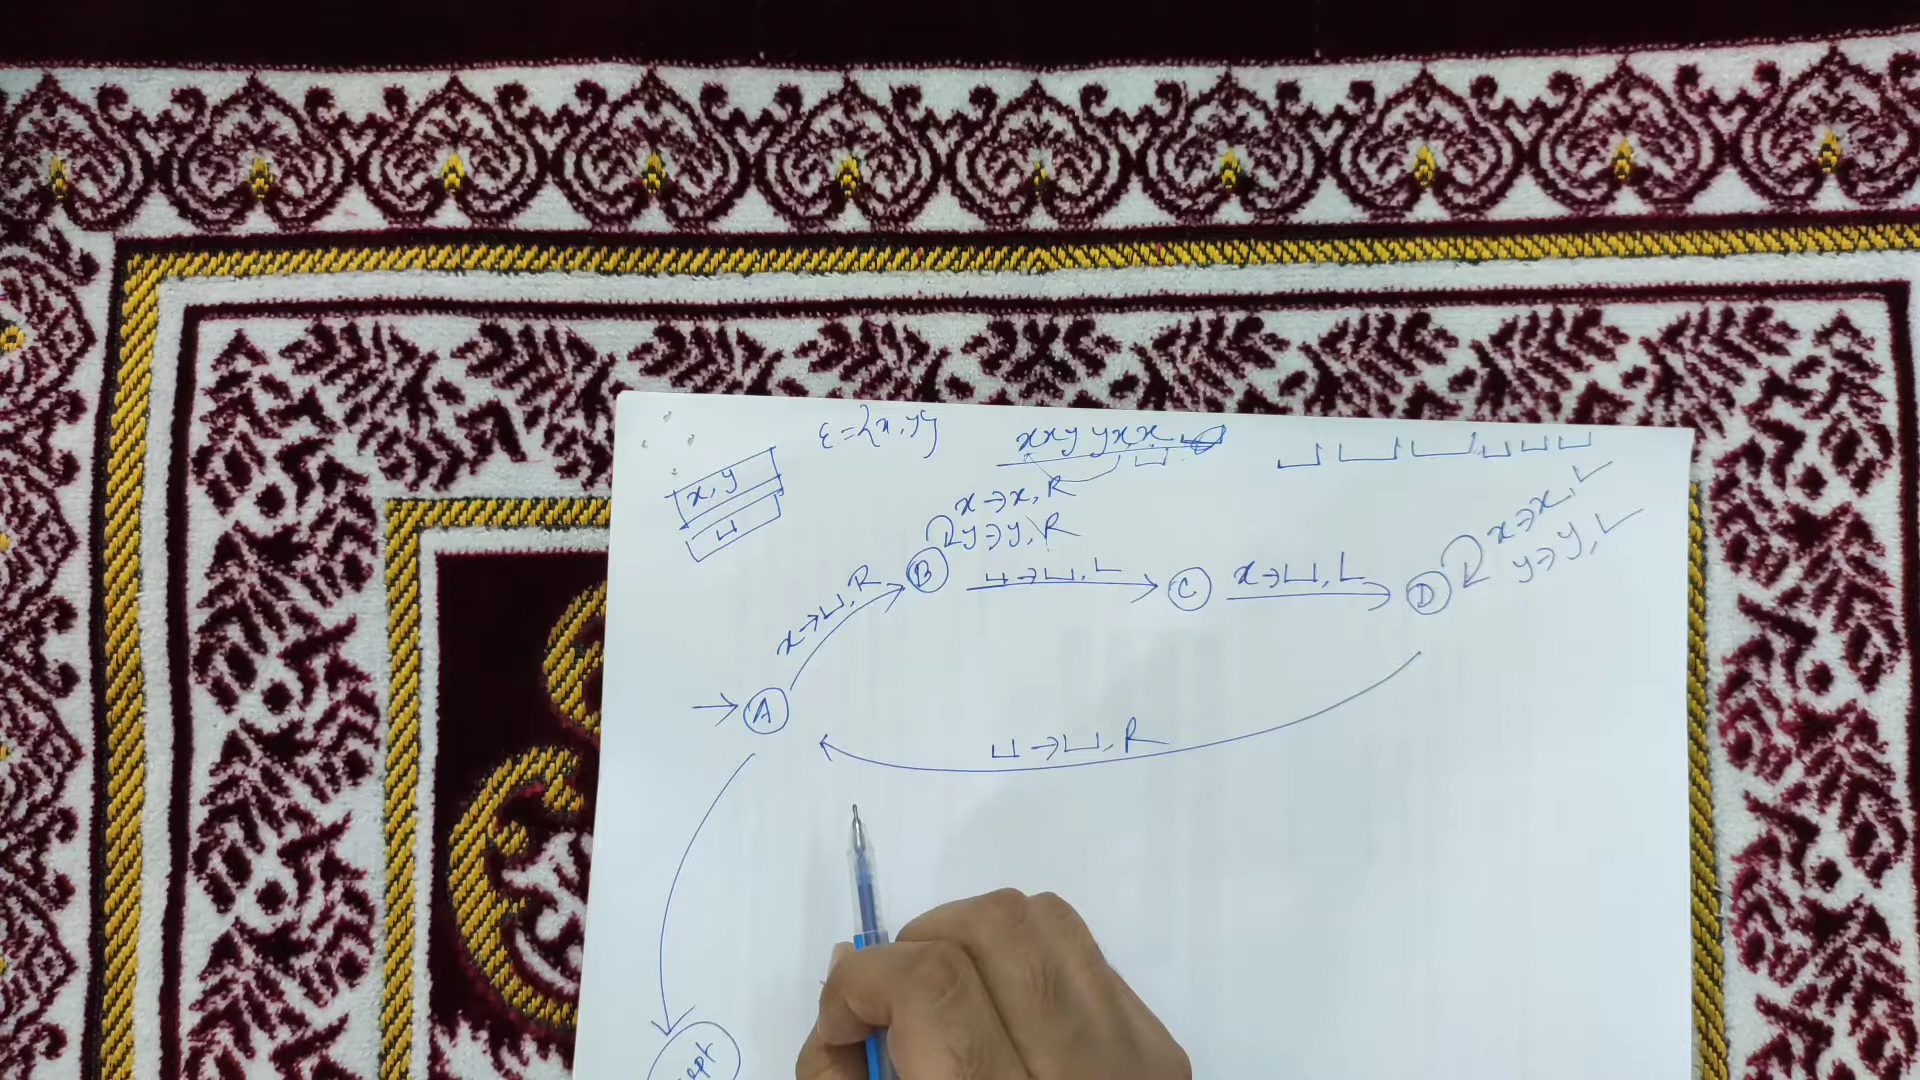 Ɛ = {x, y}
xxyyxx ⊔
⊔ ⊔ ⊔ ⊔ ⊔ ⊔
x, y
⊔
x → x, R
y → y, R
x → x, L
y → y, L
x → ⊔, R
B
⊔ → ⊔, L
C
x → ⊔, L
D
A
⊔ → ⊔, R